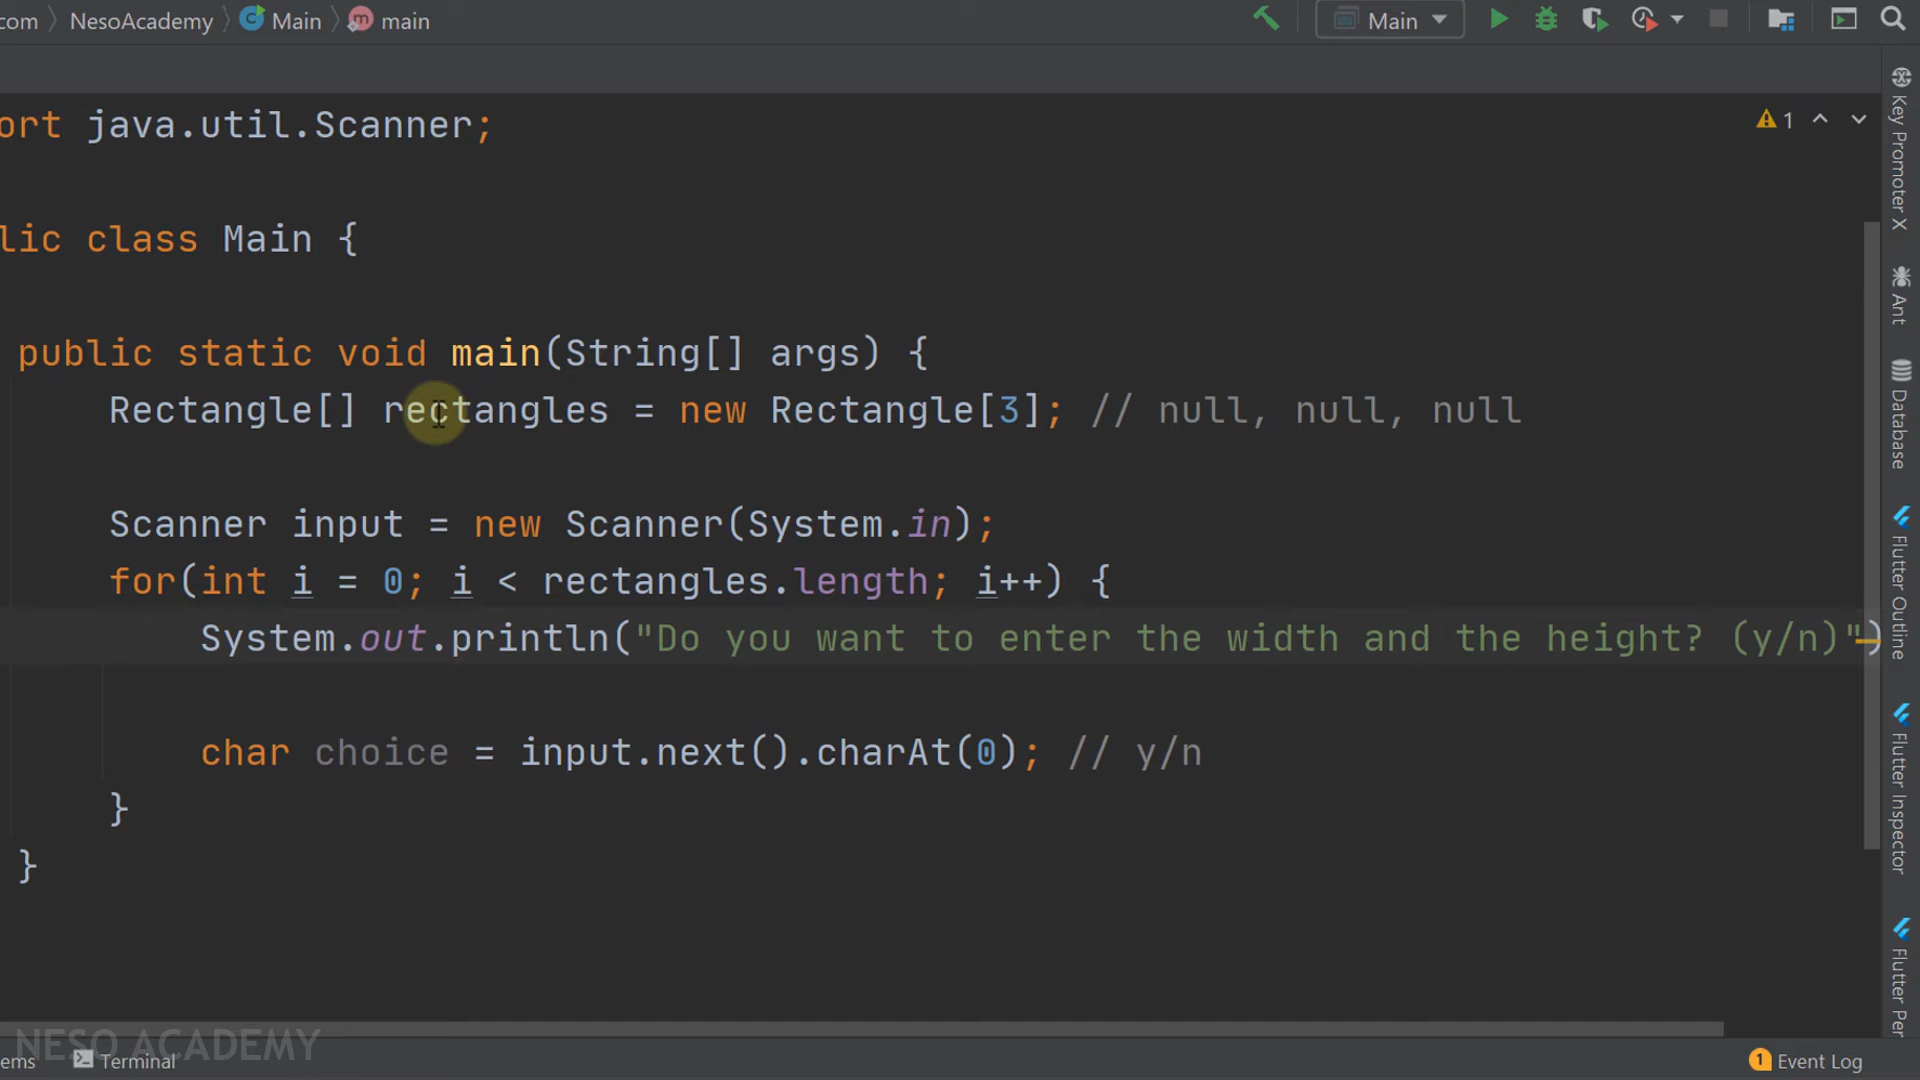 com NesoAcademy Main main Main
ort java.util.Scanner; 1
lic class Main {
public static void main(String[] args) {
Rectangle[] rectangles = new Rectangle[3]; // null, null, null
Scanner input = new Scanner(System.in);
for(int i = 0; i < rectangles.length; i++) {
System.out.println("Do you want to enter the width and the height? (y/n)")
char choice = input.next().charAt(0); // y/n
}
}
Key Promoter X
Ant
Database
Flutter Outline
Flutter Inspector
Flutter Per
NESO ACADEMY
ems Terminal 1 Event Log